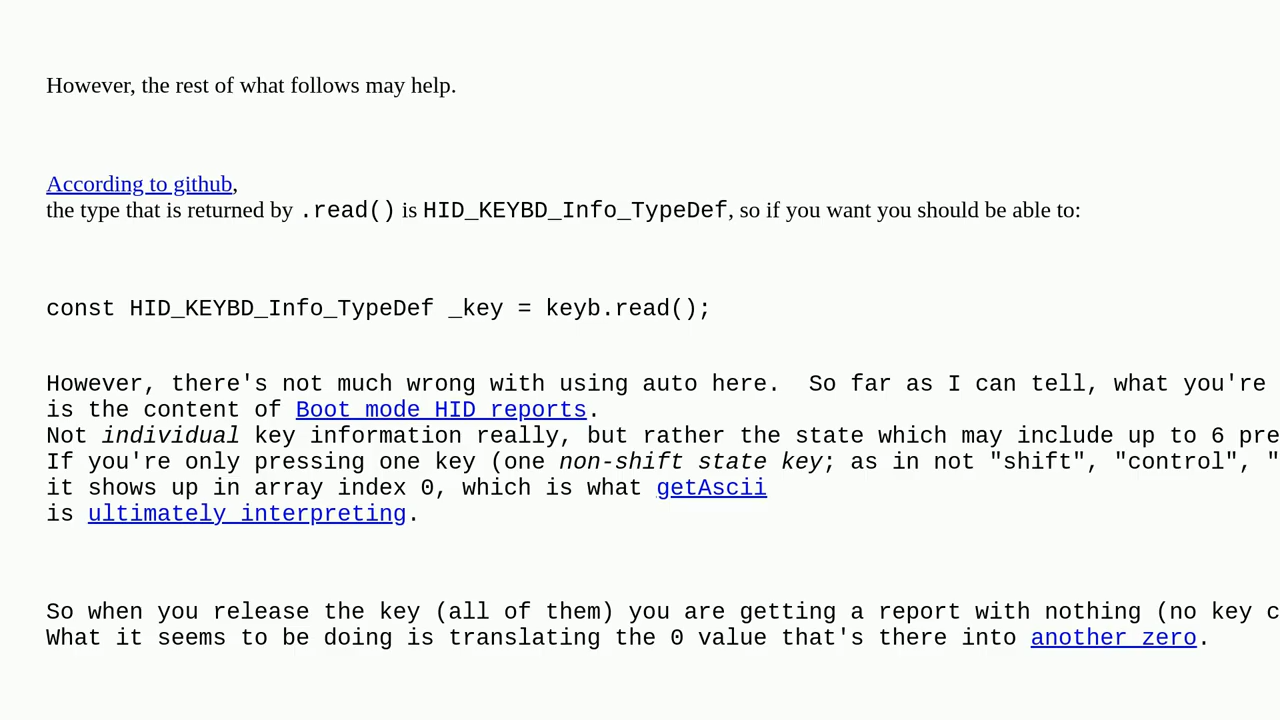 However, the rest of what follows may help.
According to github,
the type that is returned by .read() is HID_KEYBD_Info_TypeDef, so if you want you should be able to:
const HID_KEYBD_Info_TypeDef _key = keyb.read();
However, there's not much wrong with using auto here.  So far as I can tell, what you're
is the content of Boot mode HID reports.
Not individual key information really, but rather the state which may include up to 6 pre
If you're only pressing one key (one non-shift state key; as in not "shift", "control", "
it shows up in array index 0, which is what getAscii
is ultimately interpreting.
So when you release the key (all of them) you are getting a report with nothing (no key c
What it seems to be doing is translating the 0 value that's there into another zero.